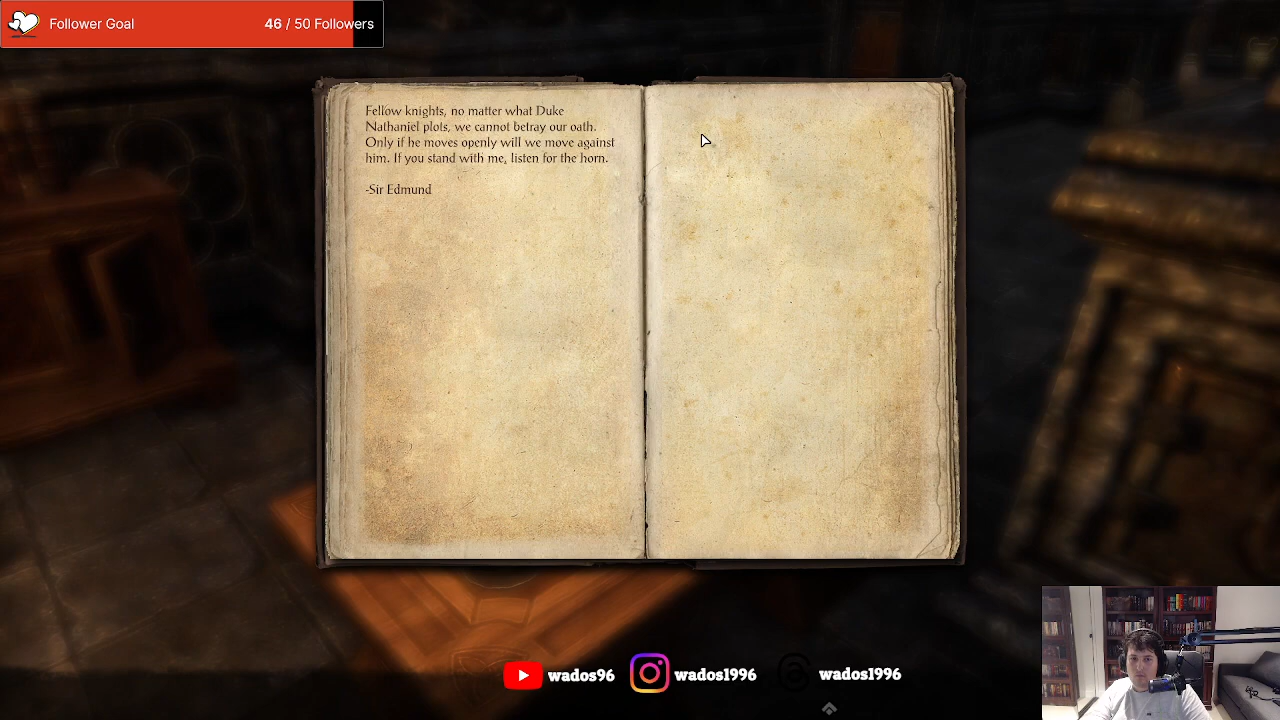 Follower Goal
46 / 50 Followers
Fellow knights, no matter what Duke
Nathaniel plots, we cannot betray our oath.
Only if he moves openly will we move against
him. If you stand with me, listen for the horn.
-Sir Edmund
wados96
wados1996
wados1996